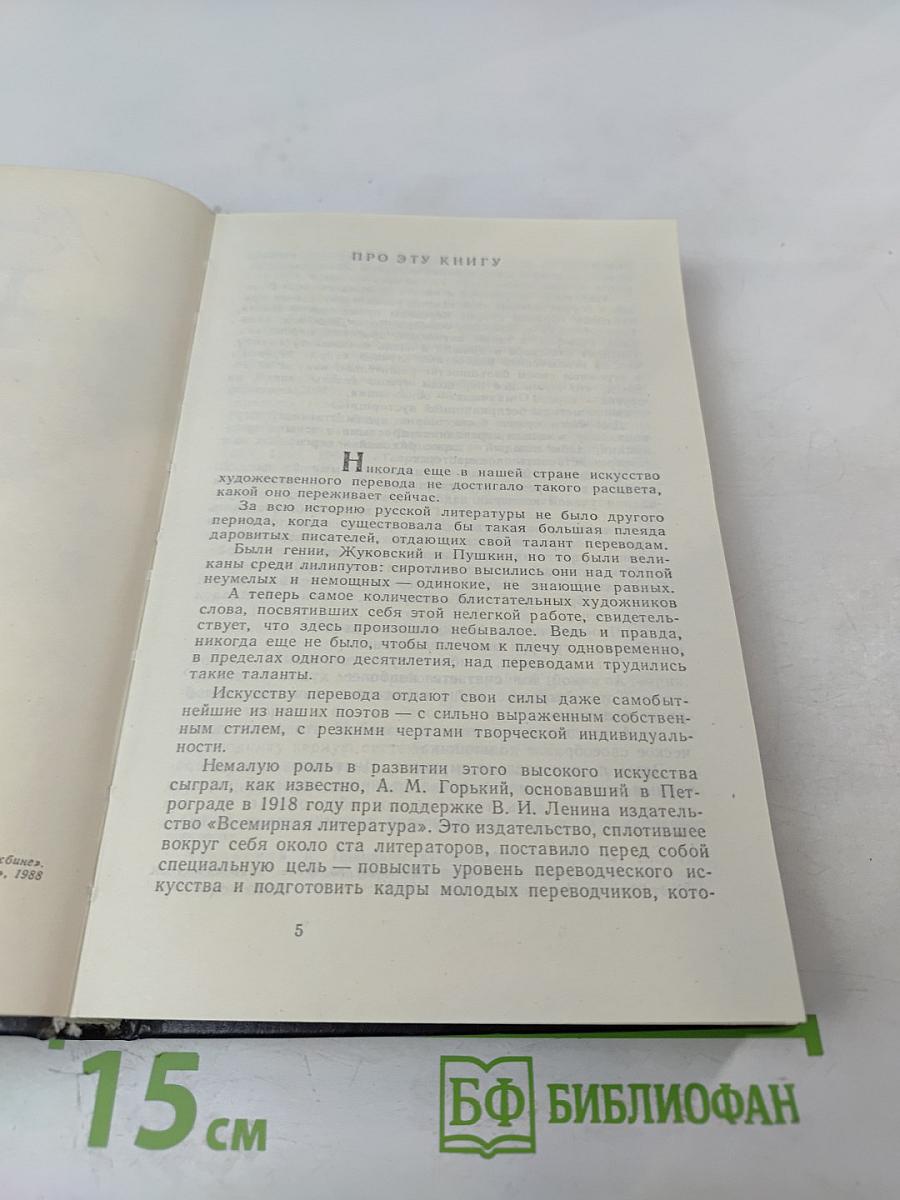 ПРО ЭТУ КНИГУ
Никогда еще в нашей стране искусство
художественного перевода не достигало такого расцвета,
какой оно переживает сейчас.
За всю историю русской литературы не было другого
периода, когда существовала бы такая большая плеяда
даровитых писателей, отдающих свой талант переводам.
Были гении, Жуковский и Пушкин, но то были вели-
каны среди лилипутов: сиротливо высились они над толпой
неумелых и немощных — одинокие, не знающие равных.
А теперь самое количество блистательных художников
слова, посвятивших себя этой нелегкой работе, свидетель-
ствует, что здесь произошло небывалое. Ведь и правда,
никогда еще не было, чтобы плечом к плечу одновременно,
в пределах одного десятилетия, над переводами трудились
такие таланты.
Искусству перевода отдают свои силы даже самобыт-
нейшие из наших поэтов — с сильно выраженным собствен-
ным стилем, с резкими чертами творческой индивидуаль-
ности.
Немалую роль в развитии этого высокого искусства
сыграл, как известно, А. М. Горький, основавший в Пет-
рограде в 1918 году при поддержке В. И. Ленина издатель-
ство «Всемирная литература». Это издательство, сплотившее
вокруг себя около ста литераторов, поставило перед собой
специальную цель — повысить уровень переводческого ис-
кусства и подготовить кадры молодых переводчиков, кото-
5
», 1988
15 см
БФ БИБЛИОФАН